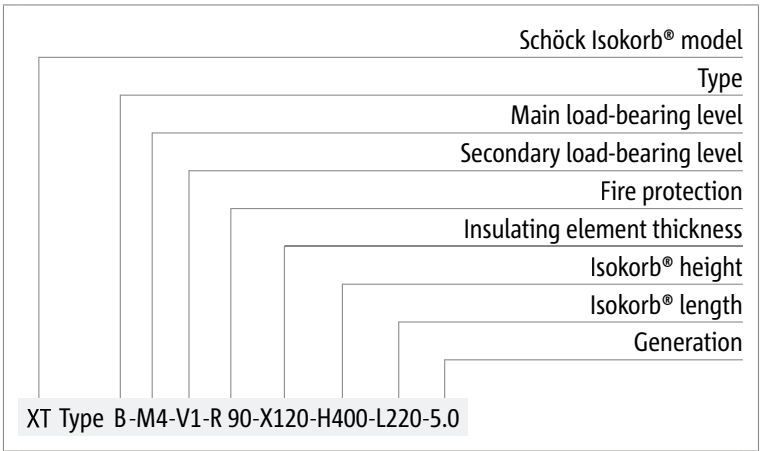 Schöck Isokorb® model
Type
Main load-bearing level
Secondary load-bearing level
Fire protection
Insulating element thickness
Isokorb® height
Isokorb® length
Generation
XT Type B-M4-V1-R 90-X120-H400-L220-5.0